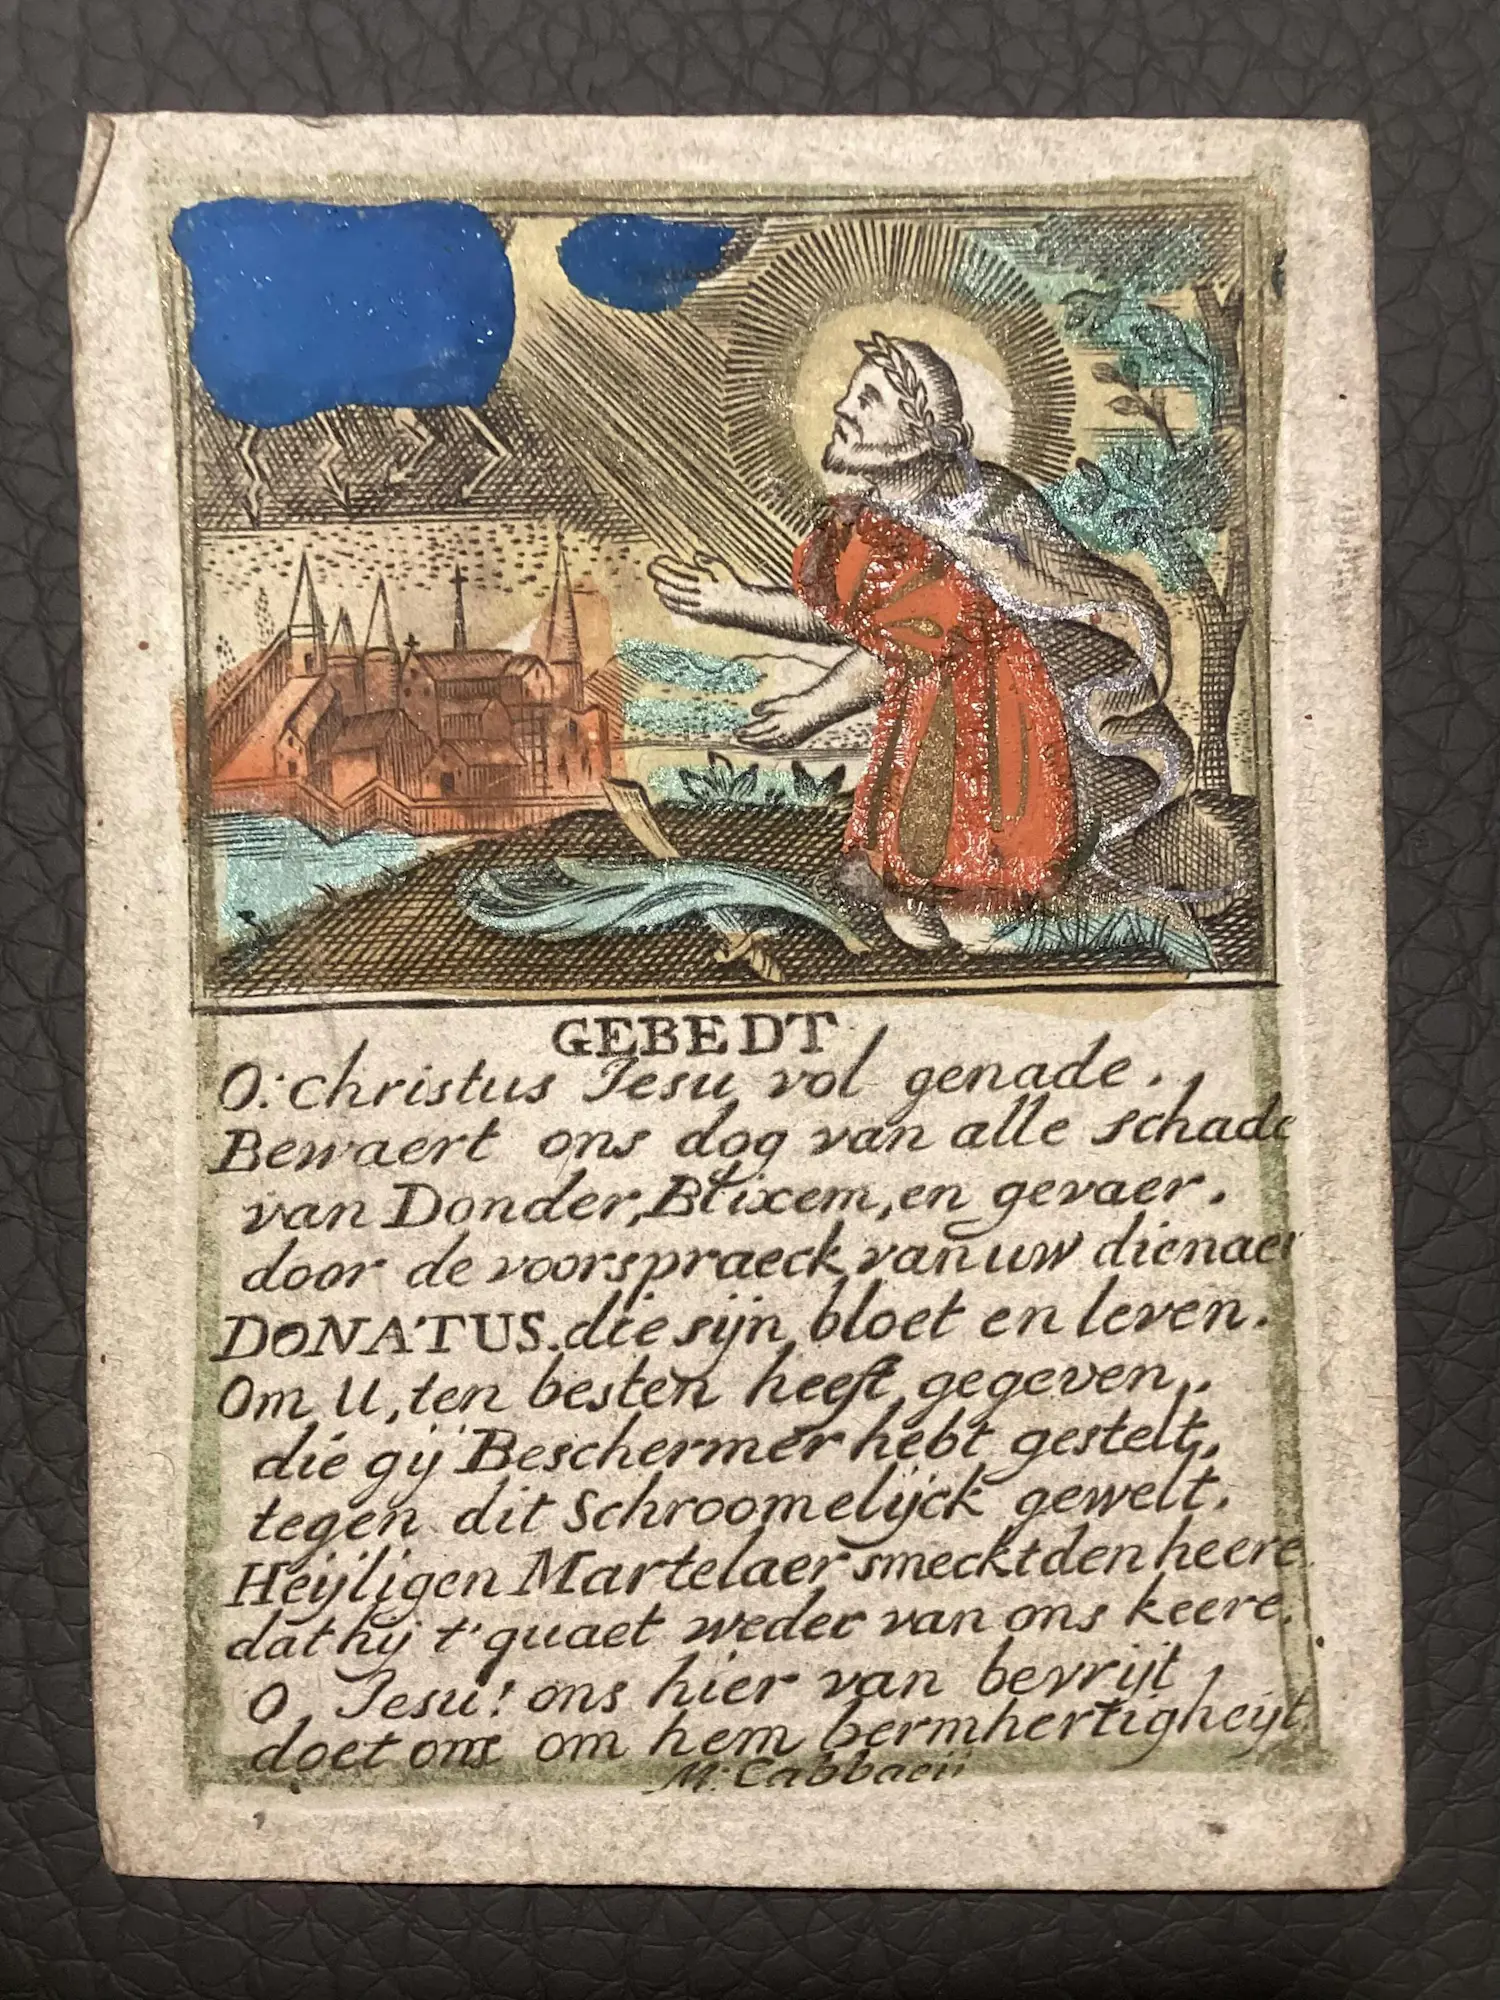 GEBEDT
O: Christus Jesu vol genade.
Bewaert ons dog van alle schade
van Donder, Blixem, en gevaer.
door de voorspraeck van uw dienaer
DONATUS. die sijn bloet en leven.
Om U, ten besten heeft gegeven,
die gij Beschermer hebt gestelt,
tegen dit Schroomelijck gewelt.
Heijligen Martelaer smeckt den heere
dat hij t'quaet weder van ons keere,
O, Jesu! ons hier van bevrijt,
doet ons om hem bermhertigheijt
M: Cabbaeij